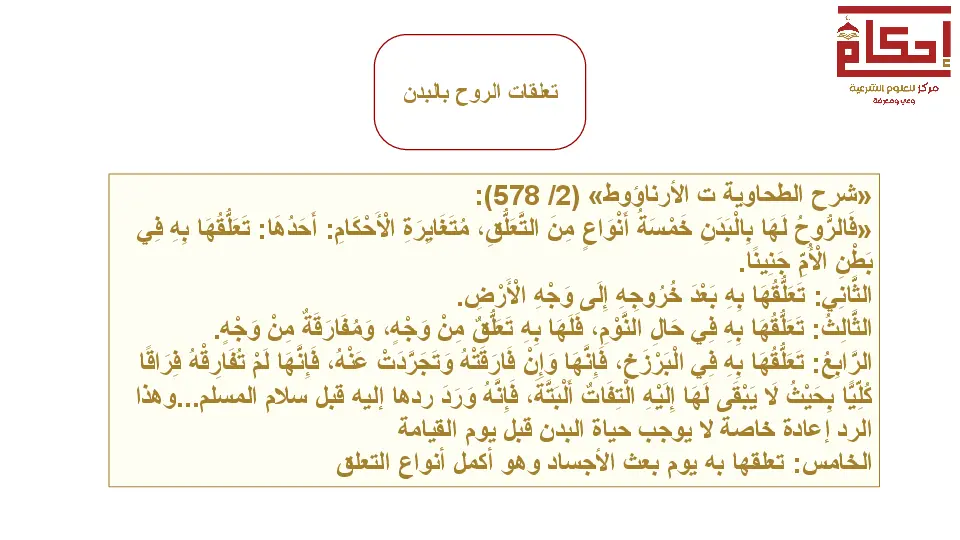 إحكام
مركز للعلوم الشرعية
وعي ومعرفة
تعلقات الروح بالبدن
«شرح الطحاوية ت الأرناؤوط» (2/ 578):
«فَالرُّوحُ لَهَا بِالْبَدَنِ خَمْسَةُ أَنْوَاعٍ مِنَ التَّعَلُّقِ، مُتَغَايِرَةِ الْأَحْكَامِ: أَحَدُهَا: تَعَلُّقُهَا بِهِ فِي
بَطْنِ الْأُمِّ جَنِينًا.
الثَّانِي: تَعَلُّقُهَا بِهِ بَعْدَ خُرُوجِهِ إِلَى وَجْهِ الْأَرْضِ.
الثَّالِثُ: تَعَلُّقُهَا بِهِ فِي حَالِ النَّوْمِ، فَلَهَا بِهِ تَعَلُّقٌ مِنْ وَجْهٍ، وَمُفَارَقَةٌ مِنْ وَجْهٍ.
الرَّابِعُ: تَعَلُّقُهَا بِهِ فِي الْبَرْزَخِ، فَإِنَّهَا وَإِنْ فَارَقَتْهُ وَتَجَرَّدَتْ عَنْهُ، فَإِنَّهَا لَمْ تُفَارِقْهُ فِرَاقًا
كُلِّيًّا بِحَيْثُ لَا يَبْقَى لَهَا إِلَيْهِ الْتِفَاتٌ أَلْبَتَّةَ، فَإِنَّهُ وَرَدَ ردها إليه قبل سلام المسلم...وهذا
الرد إعادة خاصة لا يوجب حياة البدن قبل يوم القيامة
الخامس: تعلقها به يوم بعث الأجساد وهو أكمل أنواع التعلق